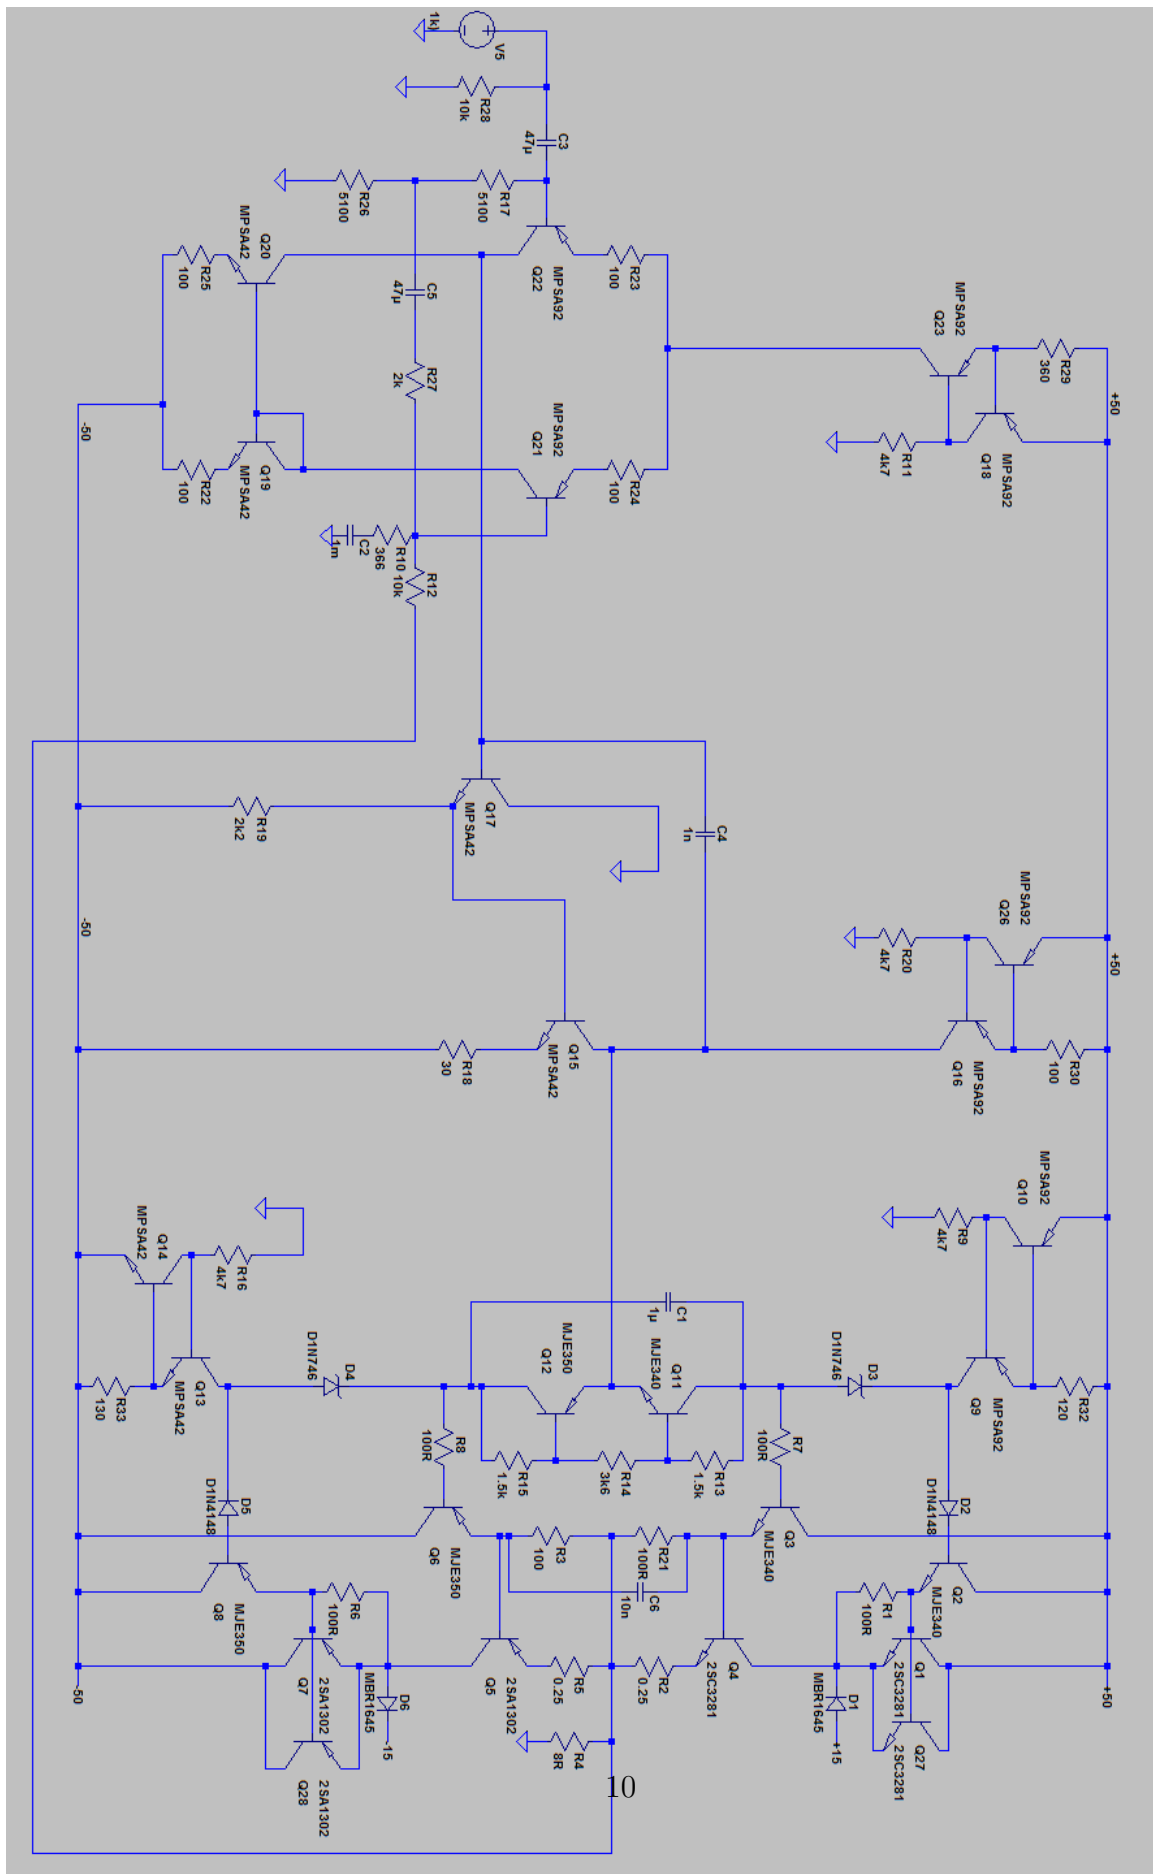 1k)
V5
R28
10k
C3
47µ
R26
5100
R17
5100
Q20
MPSA42
R25
100
Q22
MPSA92
R23
100
C5
47µ
R27
2k
MPSA92
Q23
R29
360
+50
-50
Q19
MPSA42
R22
100
MPSA92
Q21
R24
100
R11
4k7
Q18
MPSA92
1m
C2
R10
366
R12
10k
Q17
MPSA42
R19
2k2
C4
1n
-50
MPSA92
Q26
R20
4k7
+50
Q15
MPSA42
R18
30
Q16
MPSA92
R30
100
MPSA92
Q10
R9
4k7
Q14
MPSA42
R16
4k7
C1
1µ
D1N746
D4
MJE350
Q12
Q11
MJE340
D1N746
D3
Q9
MPSA92
R32
120
Q13
MPSA42
R33
130
R8
100R
R15
1.5k
R14
3k6
R13
1.5k
R7
100R
D5
D1N4148
Q6
MJE350
R3
100
R21
100R
C6
10n
Q3
MJE340
D2
D1N4148
Q2
MJE340
Q8
MJE350
R6
100R
R1
100R
Q7
2SA1302
D6
MBR1645
-15
Q5
2SA1302
R5
0.25
R2
0.25
Q4
2SC3281
D1
MBR1645
+15
Q1
2SC3281
+50
-50
Q28
2SA1302
R4
8R
Q27
2SC3281
10